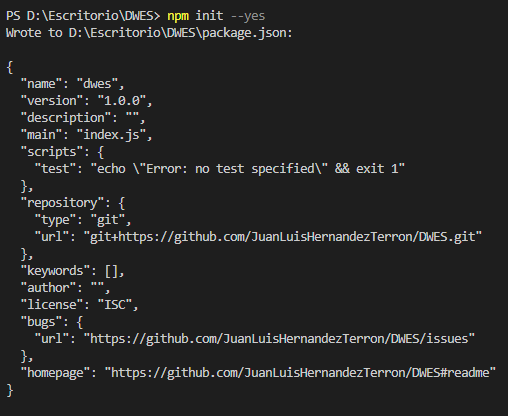 PS D:\Escritorio\DWES> npm init --yes
Wrote to D:\Escritorio\DWES\package.json:

{
  "name": "dwes",
  "version": "1.0.0",
  "description": "",
  "main": "index.js",
  "scripts": {
    "test": "echo \"Error: no test specified\" && exit 1"
  },
  "repository": {
    "type": "git",
    "url": "git+https://github.com/JuanLuisHernandezTerron/DWES.git"
  },
  "keywords": [],
  "author": "",
  "license": "ISC",
  "bugs": {
    "url": "https://github.com/JuanLuisHernandezTerron/DWES/issues"
  },
  "homepage": "https://github.com/JuanLuisHernandezTerron/DWES#readme"
}